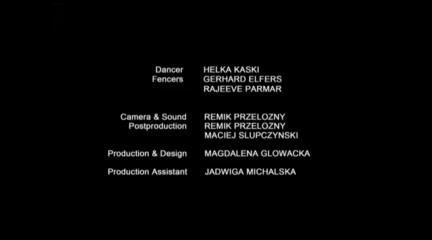 Dancer HELKA KASKI
Fencers GERHARD ELFERS
RAJEEVE PARMAR
Camera & Sound REMIK PRZELOZNY
Postproduction REMIK PRZELOZNY
MACIEJ SLUPCZYNSKI
Production & Design MAGDALENA GLOWACKA
Production Assistant JADWIGA MICHALSKA